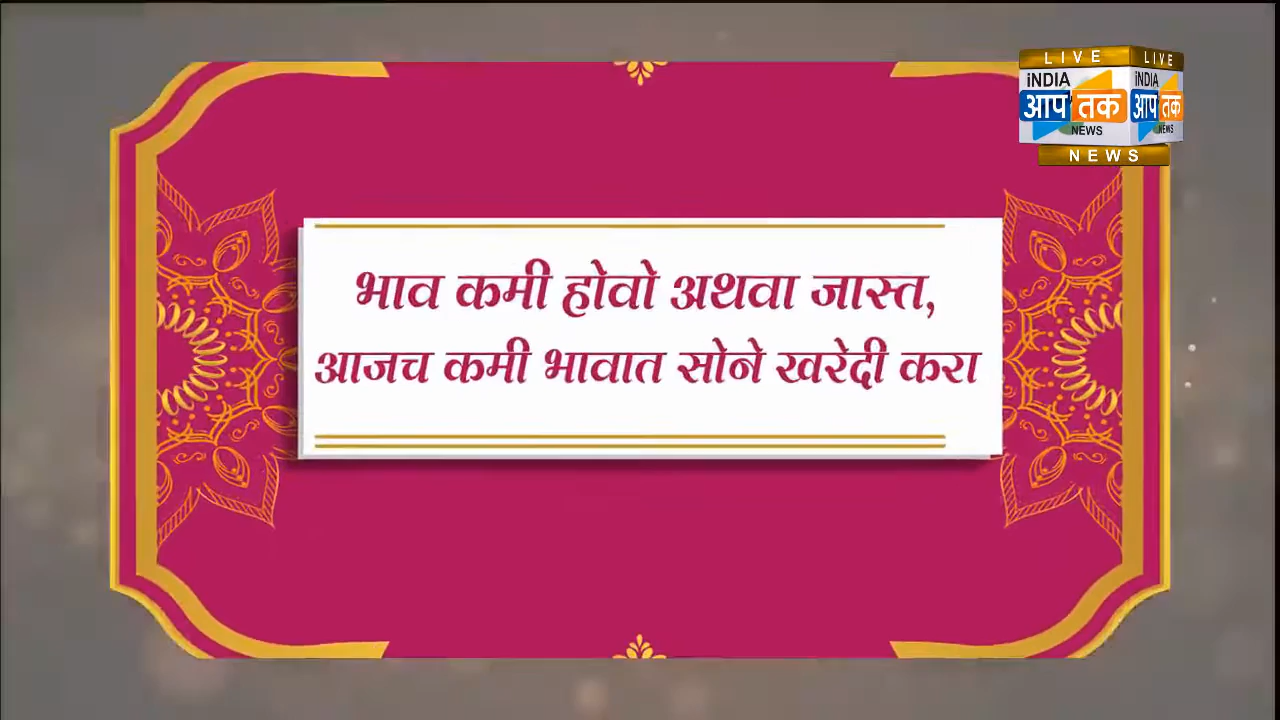 LIVE LIVE
iNDIA iNDIA
आप तक आप तक
NEWS NEWS
NEWS
भाव कमी होवो अथवा जास्त,
आजच कमी भावात सोने खरेदी करा